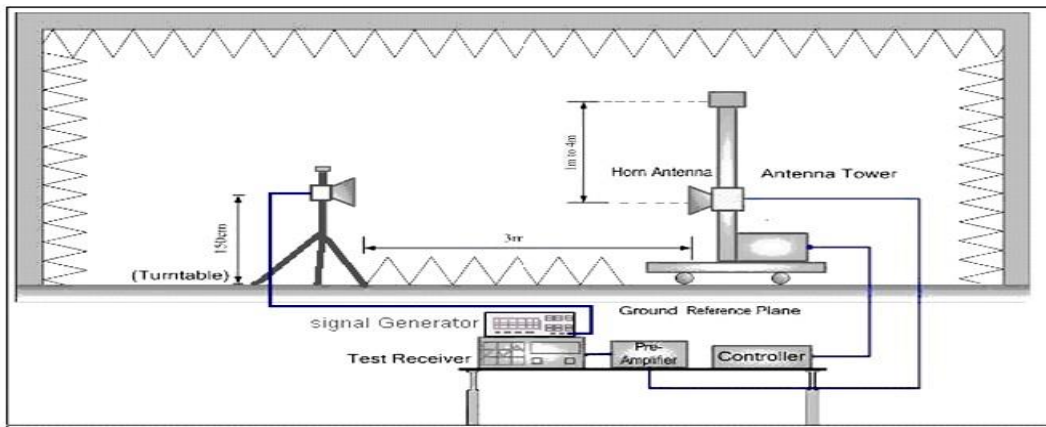 1m to 4m
Horn Antenna
Antenna Tower
150cm
3m
(Turntable)
Ground Reference Plane
signal Generator
Test Receiver
Pre-
Amplifier
Controller